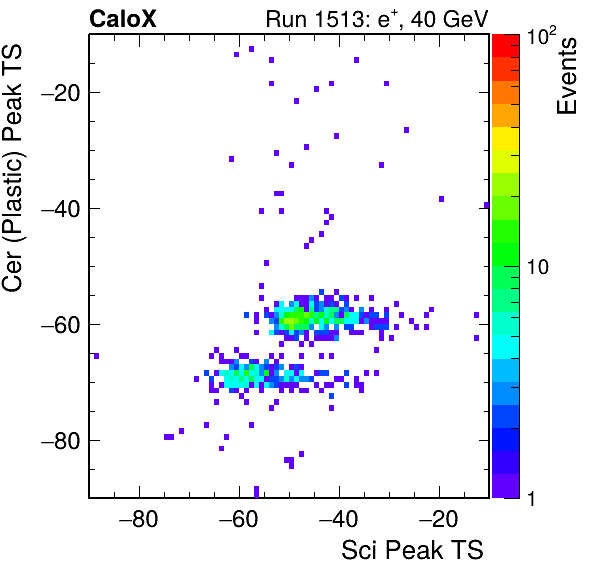 CaloX Run 1513: e⁺, 40 GeV
Cer (Plastic) Peak TS
−20
−40
−60
−80
−80 −60 −40 −20
Sci Peak TS
10²
10
1
Events